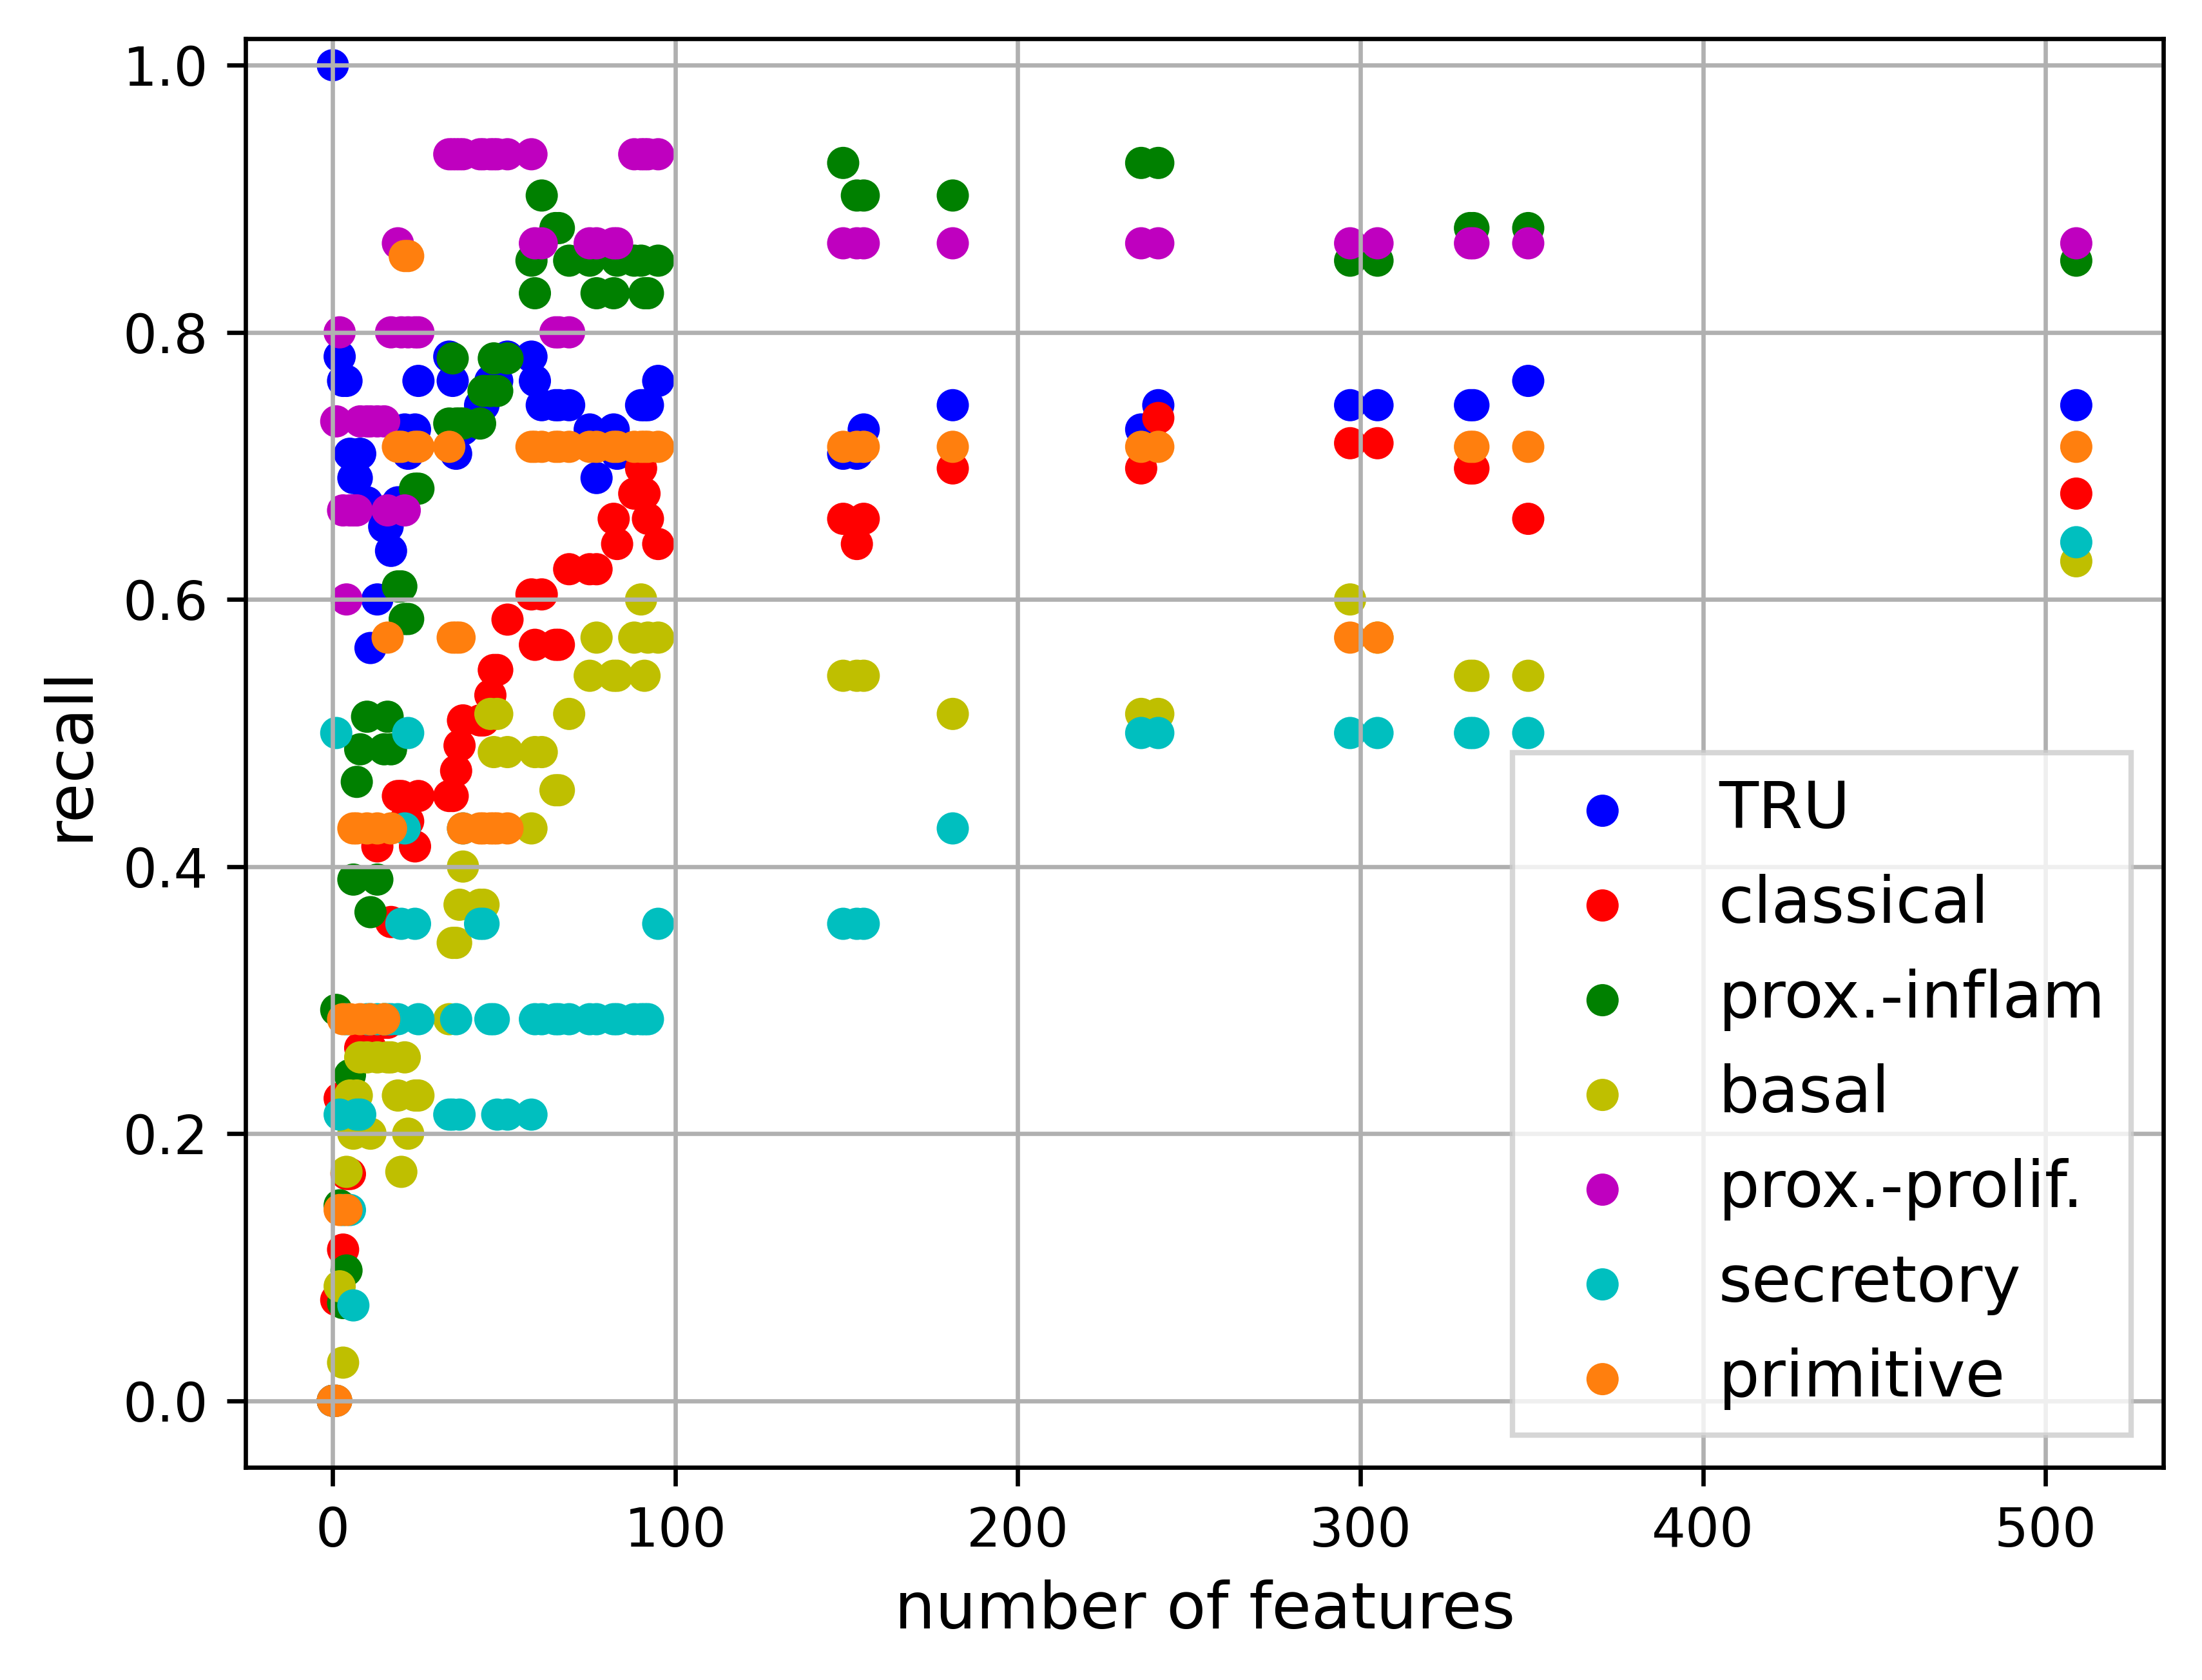 1.0
0.8
0.6
0.4
0.2
0.0
recall
0 100 200 300 400 500
number of features
TRU
classical
prox.-inflam
basal
prox.-prolif.
secretory
primitive